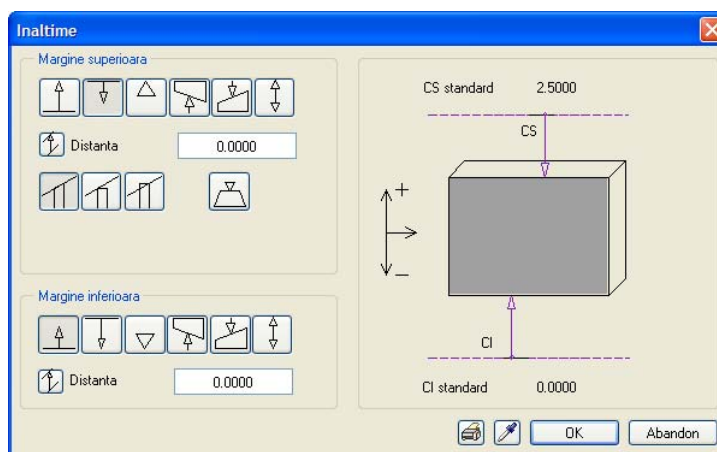 Inaltime
Margine superioara
Distanta 0.0000
Margine inferioara
Distanta 0.0000
CS standard 2.5000
CS
+
–
CI
CI standard 0.0000
OK Abandon